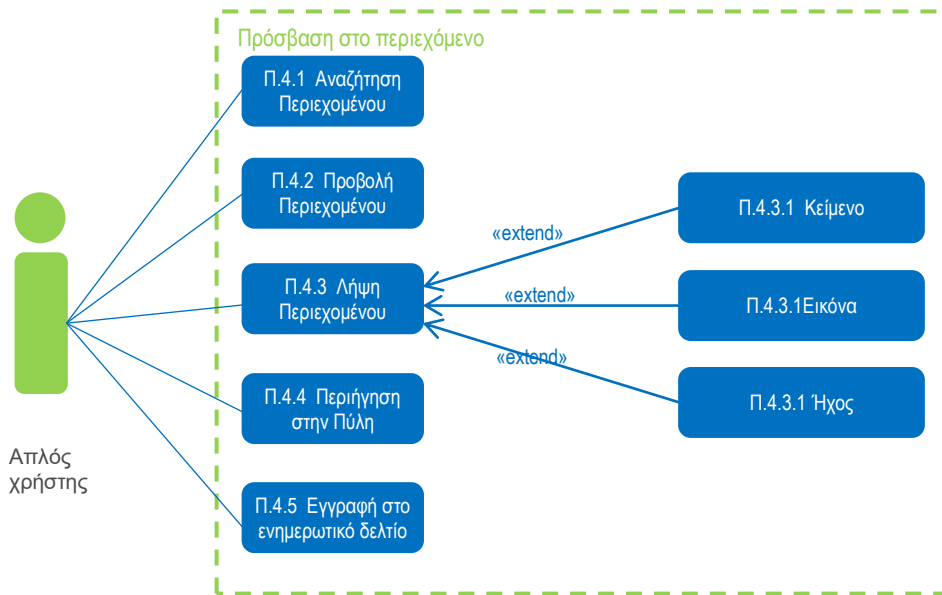 Πρόσβαση στο περιεχόμενο
Π.4.1 Αναζήτηση
Περιεχομένου
Π.4.2 Προβολή
Περιεχομένου
Π.4.3 Λήψη
Περιεχομένου
Π.4.4 Περιήγηση
στην Πύλη
Π.4.5 Εγγραφή στο
ενημερωτικό δελτίο
«extend»
«extend»
«extend»
Π.4.3.1 Κείμενο
Π.4.3.1Εικόνα
Π.4.3.1 Ήχος
Απλός
χρήστης